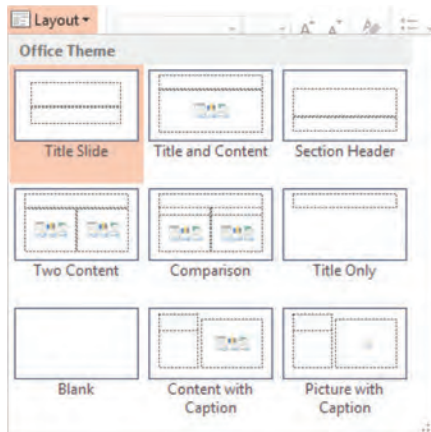 Layout
Office Theme
Title Slide
Title and Content
Section Header
Two Content
Comparison
Title Only
Blank
Content with
Caption
Picture with
Caption